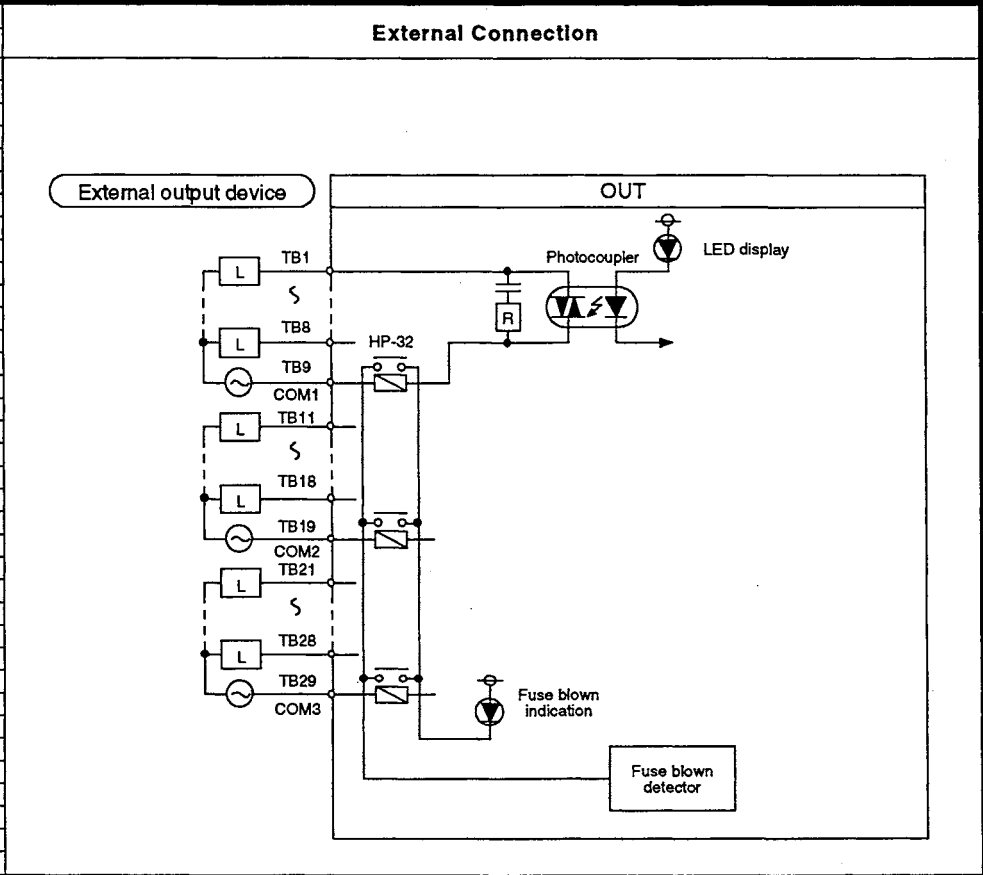 External Connection
External output device
OUT
LED display
Photocoupler
TB1
L
R
TB8
L
HP-32
TB9
COM1
TB11
L
TB18
L
TB19
COM2
TB21
L
TB28
L
TB29
COM3
Fuse blown
indication
Fuse blown
detector